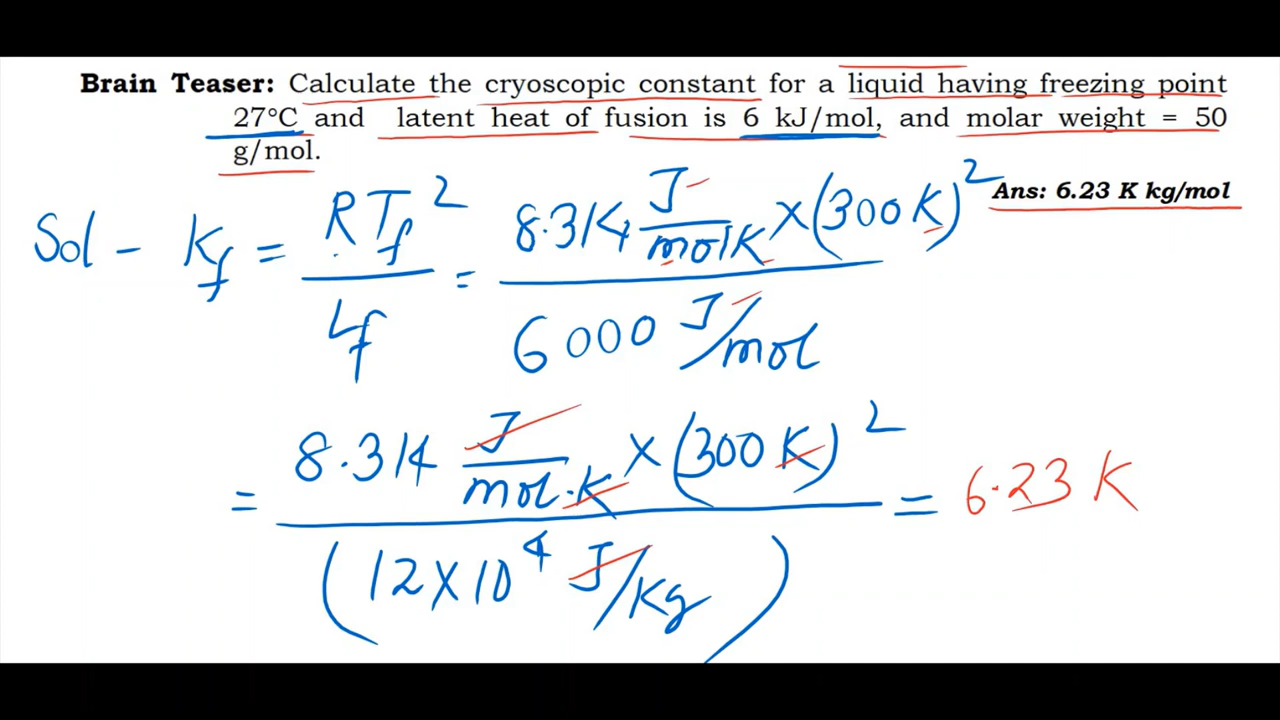 Brain Teaser: Calculate the cryoscopic constant for a liquid having freezing point
27°C and latent heat of fusion is 6 kJ/mol, and molar weight = 50
g/mol.
Ans: 6.23 K kg/mol
Sol - Kf = RTf² / Lf = 8.314 J/mol K × (300 K)² / 6000 J/mol
= 8.314 J/mol.K × (300 K)² / (12×10⁴ J/Kg) = 6.23 K